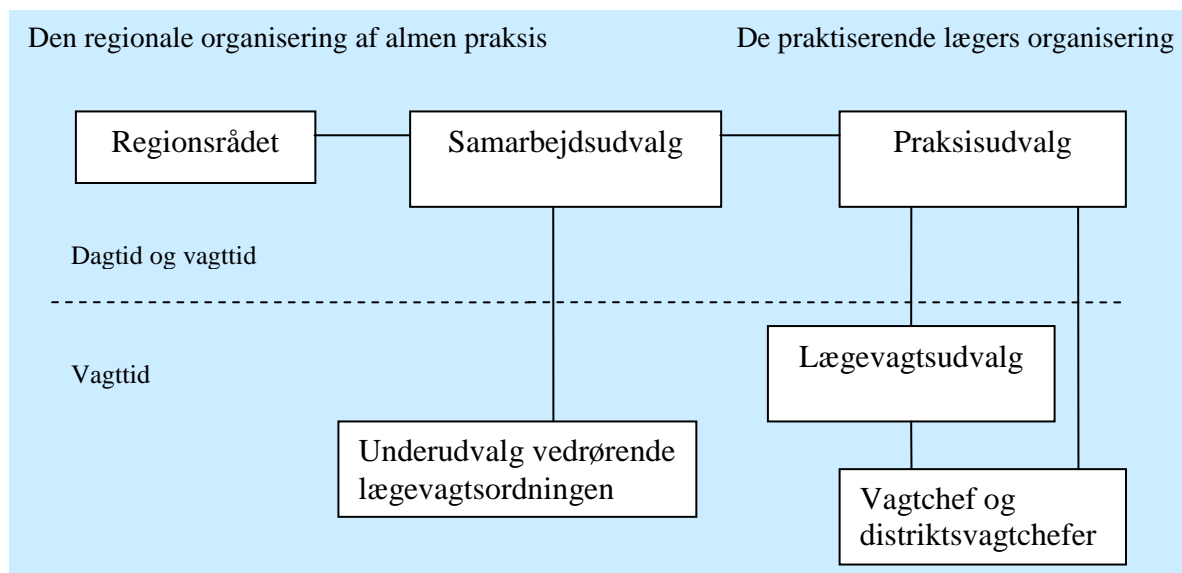 Den regionale organisering af almen praksis
De praktiserende lægers organisering
Regionsrådet
Samarbejdsudvalg
Praksisudvalg
Dagtid og vagttid
Lægevagtsudvalg
Vagttid
Underudvalg vedrørende
lægevagtsordningen
Vagtchef og
distriktsvagtchefer